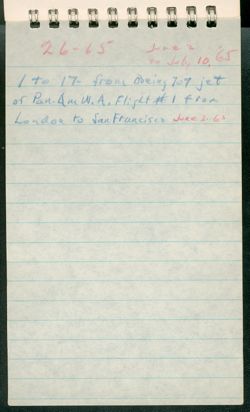 26-65 June 2
to July 10, 65
1 to 17- from Boeing 707 jet
of Pan-Am W.A. Flight #1 from
London to San Francisco June 2-65